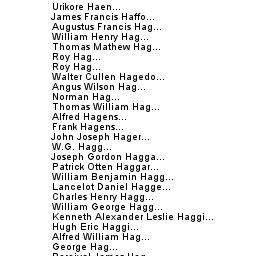 Urikore Haen...
James Francis Haffo...
Augustus Francis Hag...
William Henry Hag...
Thomas Mathew Hag...
Roy Hag...
Roy Hag...
Walter Cullen Hagedo...
Angus Wilson Hag...
Norman Hag...
Thomas William Hag...
Alfred Hagens...
Frank Hagens...
John Joseph Hager...
W.G. Hagg...
Joseph Gordon Hagga...
Patrick Otten Haggar...
William Benjamin Hagg...
Lancelot Daniel Hagge...
Charles Henry Hagg...
William George Hagg...
Kenneth Alexander Leslie Haggi...
Hugh Eric Haggi...
Alfred William Hag...
George Hag...